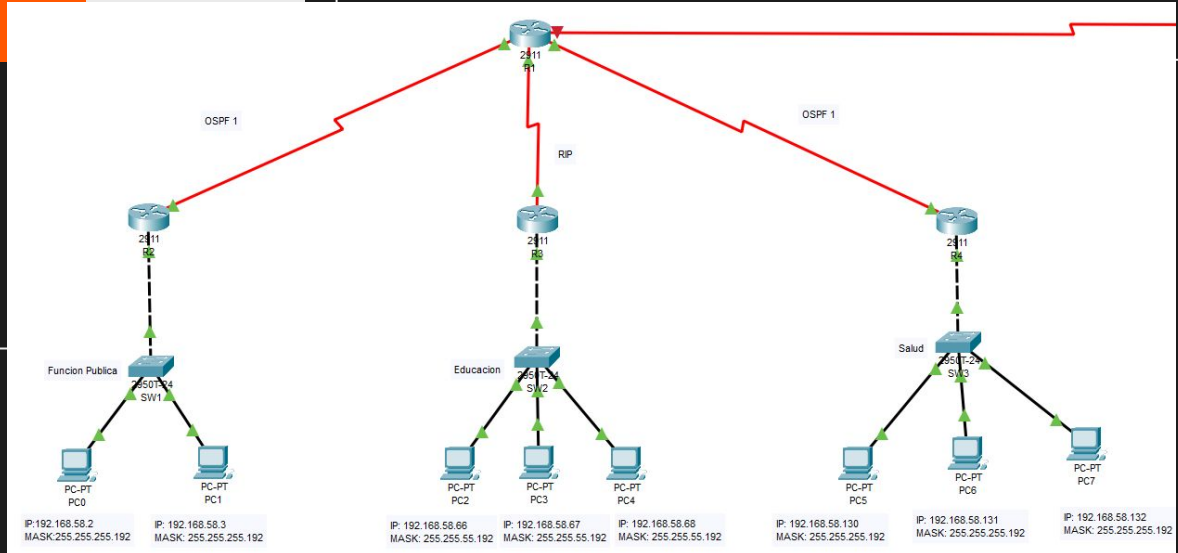 2911
R1
OSPF 1
OSPF 1
RIP
2911
R2
2911
R3
2911
R4
Funcion Publica
2950T-24
SW1
Educacion
2950T-24
SW2
Salud
2950T-24
SW3
PC-PT
PC0
PC-PT
PC1
PC-PT
PC2
PC-PT
PC3
PC-PT
PC4
PC-PT
PC5
PC-PT
PC6
PC-PT
PC7
IP:192.168.58.2
MASK:255.255.255.192
IP: 192.168.58.3
MASK: 255.255.255.192
IP: 192.168.58.66
MASK: 255.255.55.192
IP: 192.168.58.67
MASK: 255.255.55.192
IP: 192.168.58.68
MASK: 255.255.55.192
IP: 192.168.58.130
MASK: 255.255.255.192
IP: 192.168.58.131
MASK: 255.255.255.192
IP: 192.168.58.132
MASK: 255.255.255.192